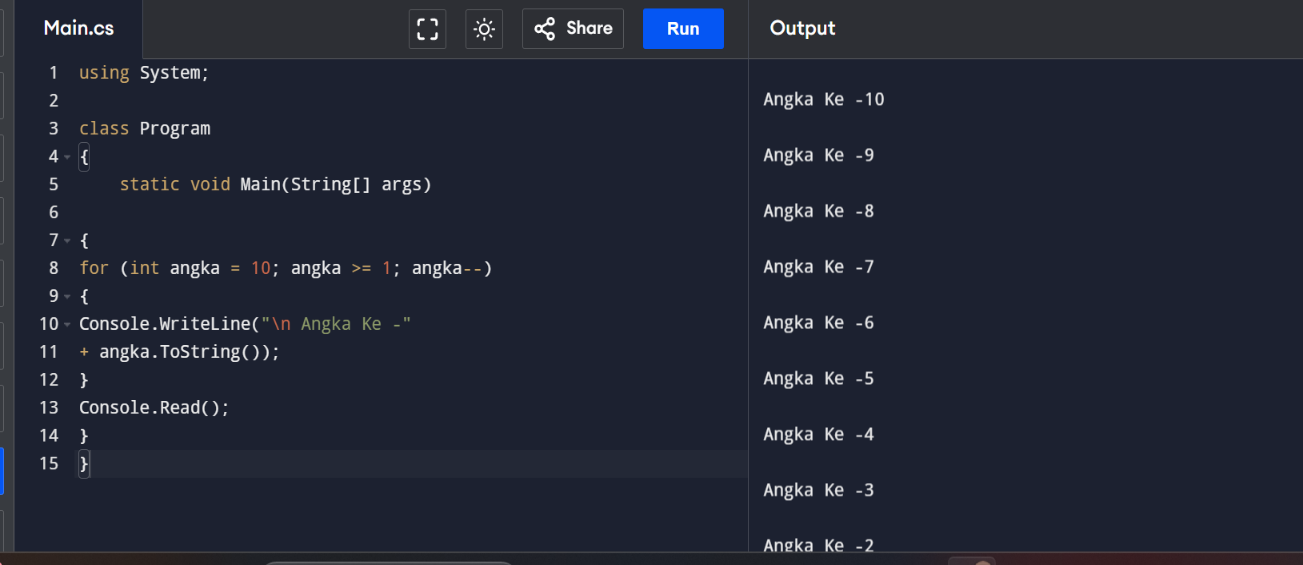 Main.cs
Share
Run
Output
1 using System;
2
3 class Program
4 {
5 static void Main(String[] args)
6
7 {
8 for (int angka = 10; angka >= 1; angka--)
9 {
10 Console.WriteLine("\n Angka Ke -"
11 + angka.ToString());
12 }
13 Console.Read();
14 }
15 }
Angka Ke -10
Angka Ke -9
Angka Ke -8
Angka Ke -7
Angka Ke -6
Angka Ke -5
Angka Ke -4
Angka Ke -3
Angka Ke -2